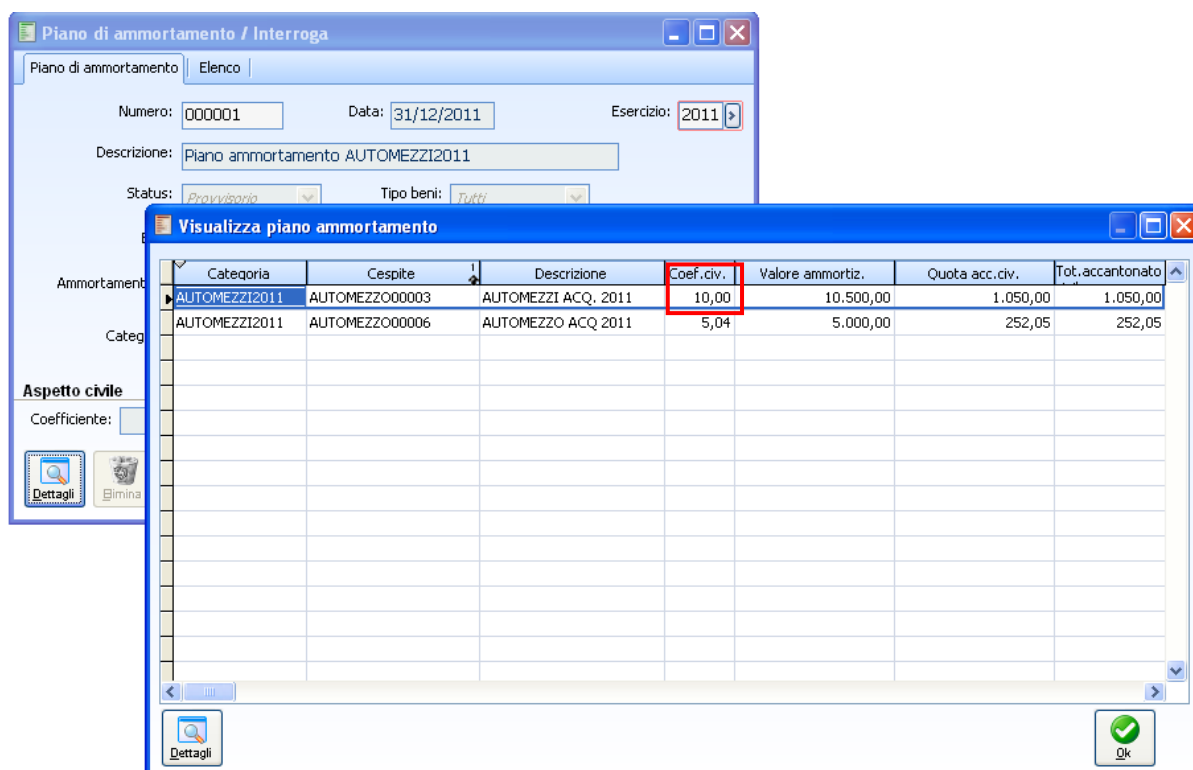 Piano di ammortamento / Interroga
Piano di ammortamento Elenco
Numero: 000001 Data: 31/12/2011 Esercizio: 2011
Descrizione: Piano ammortamento AUTOMEZZI2011
Status: Provvisorio Tipo beni: Tutti
Visualizza piano ammortamento
Ammortament
Categ
Aspetto civile
Coefficiente:
Dettagli Elimina
Categoria Cespite 1 Descrizione Coef.civ. Valore ammortiz. Quota acc.civ. Tot.accantonato
AUTOMEZZI2011 AUTOMEZZO00003 AUTOMEZZI ACQ. 2011 10,00 10.500,00 1.050,00 1.050,00
AUTOMEZZI2011 AUTOMEZZO00006 AUTOMEZZO ACQ 2011 5,04 5.000,00 252,05 252,05
Dettagli Ok